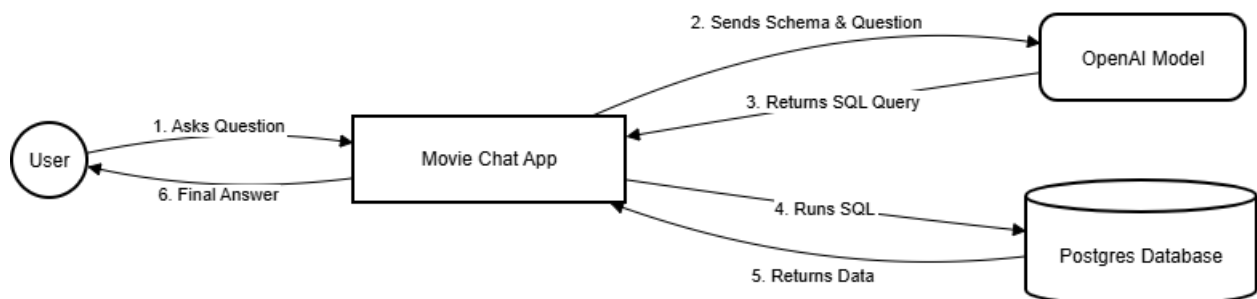 2. Sends Schema & Question
OpenAI Model
3. Returns SQL Query
1. Asks Question
User
Movie Chat App
6. Final Answer
4. Runs SQL
Postgres Database
5. Returns Data